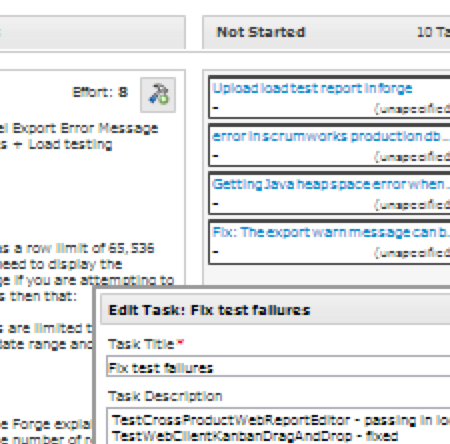 Not Started
10 Ta
Effort: 8
el Export Error Message
s + Load testing
as a row limit of 65,536
need to display the
ge if you are attempting to
s then that:
s are limited t
date range and
e Forge explai
e number of r
Upload load test report in forge
-
(unspecified
error in scrumworks production db...
-
(unspecified
Getting Java heap space error when...
-
(unspecified
Fix: The export warn message can b...
-
(unspecified
Edit Task: Fix test failures
Task Title*
Fix test failures
Task Description
TestCrossProductWebReportEditor - passing in lo
TestWebClientKanbanDragAndDrop - fixed